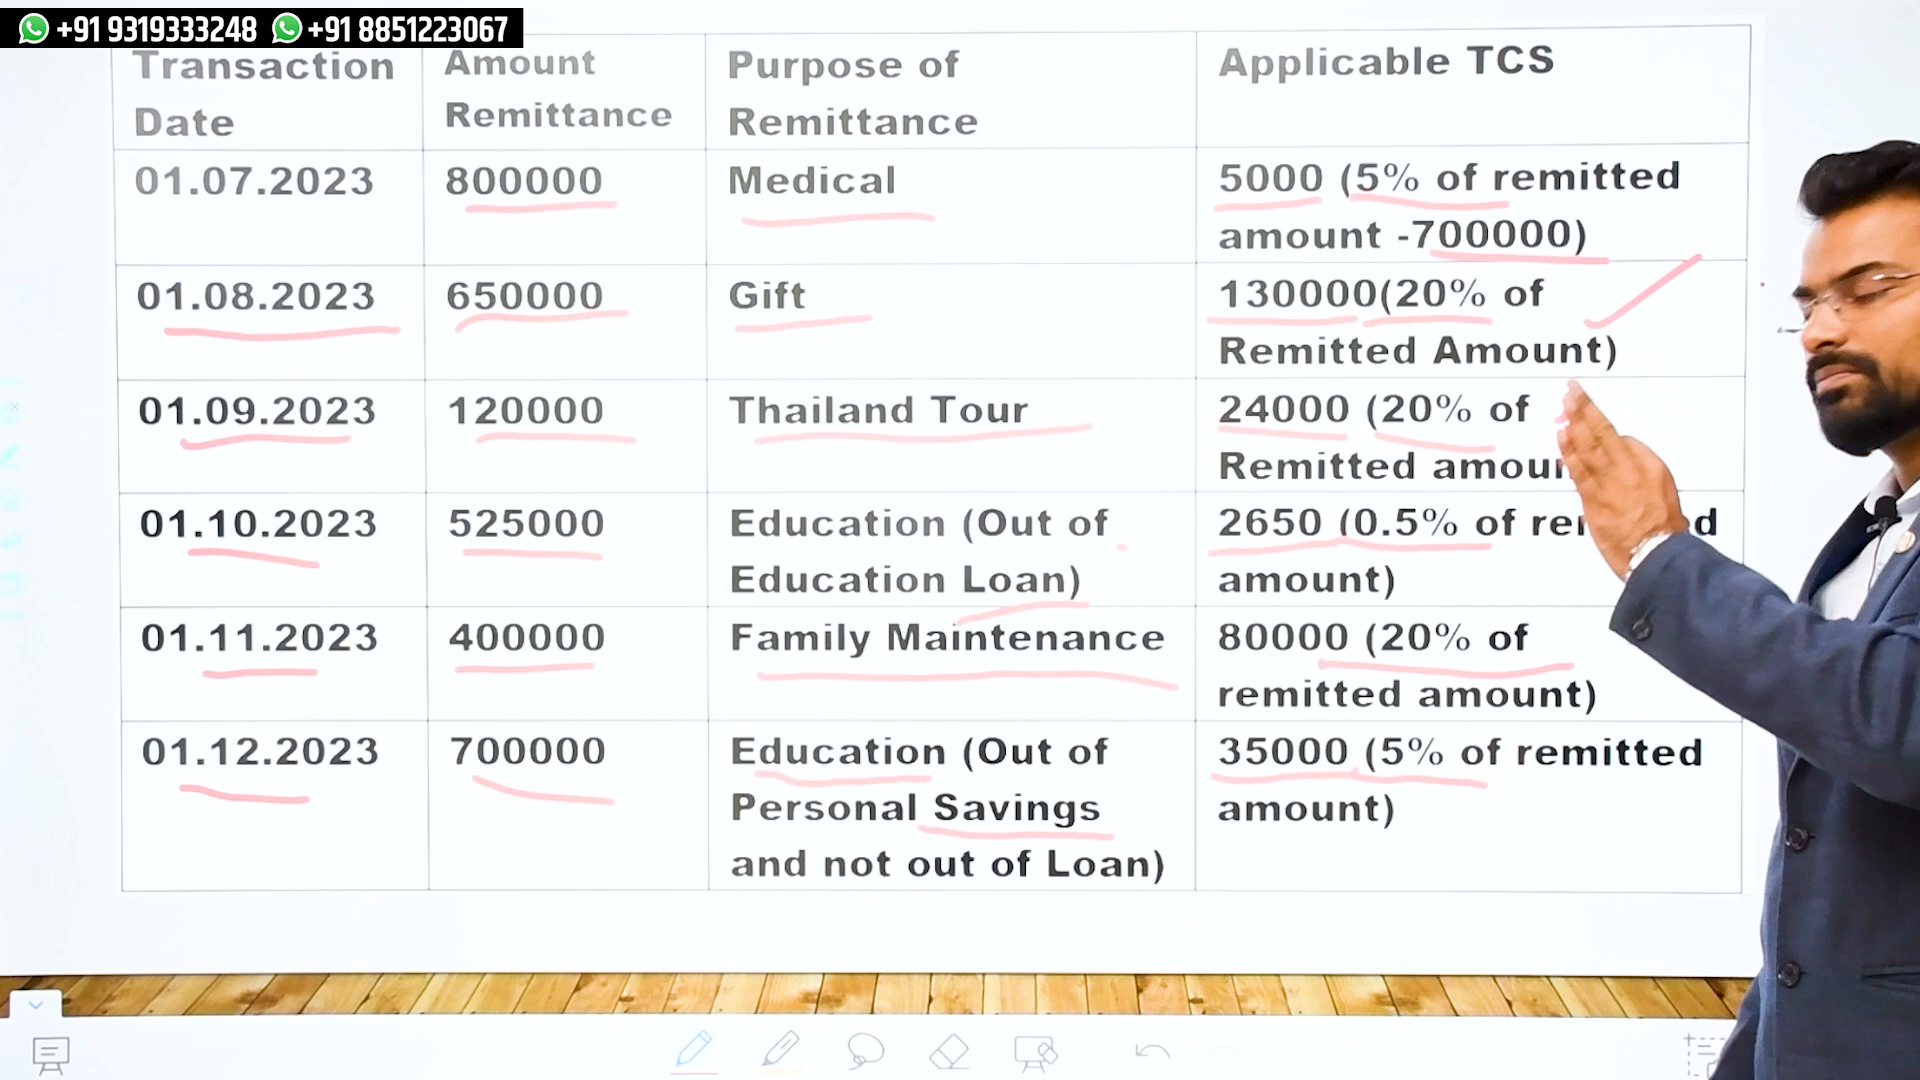 +91 9319333248 +91 8851223067
Transaction Date
Amount Remittance
Purpose of Remittance
Applicable TCS
01.07.2023
800000
Medical
5000 (5% of remitted
amount -700000)
01.08.2023
650000
Gift
130000(20% of
Remitted Amount)
01.09.2023
120000
Thailand Tour
24000 (20% of
Remitted
01.10.2023
525000
Education (Out of
Education Loan)
2650 (0.5% of
amount)
01.11.2023
400000
Family Maintenance
80000 (20% of
remitted amount)
01.12.2023
700000
Education (Out of
Personal Savings
and not out of Loan)
35000 (5% of remitted
amount)